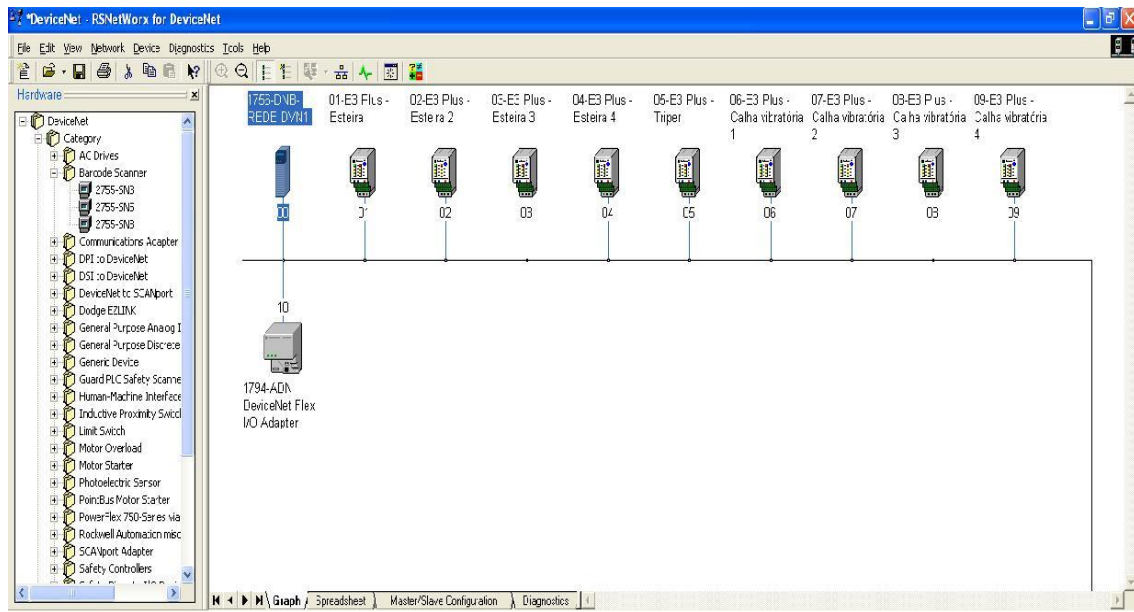 *DeviceNet - RSNetWorx for DeviceNet
File Edit View Network Device Diagnostics Tools Help
Hardware
DeviceNet
Category
AC Drives
Barcode Scanner
2755-SN3
2755-SN5
2755-SN8
Communications Adapter
DPI to DeviceNet
DSI to DeviceNet
DeviceNet to SCANport
Dodge EZLINK
General Purpose Analog I
General Purpose Discrete
Generic Device
Guard PLC Safety Scanne
Human-Machine Interface
Inductive Proximity Switch
Limit Switch
Motor Overload
Motor Starter
Photoelectric Sensor
PointBus Motor Starter
PowerFlex 750-Series via
Rockwell Automation misc
SCANport Adapter
Safety Controllers
1756-DNB-
REDE DVN1
00
01-E3 Plus -
Esteira
01
02-E3 Plus -
Esteira 2
02
03-E3 Plus -
Esteira 3
03
04-E3 Plus -
Esteira 4
04
05-E3 Plus -
Triper
05
06-E3 Plus -
Calha vibratória
1
06
07-E3 Plus -
Calha vibratória
2
07
08-E3 Plus -
Calha vibratória
3
08
09-E3 Plus -
Calha vibratória
4
09
10
1794-ADN
DeviceNet Flex
I/O Adapter
Graph Spreadsheet Master/Slave Configuration Diagnostics